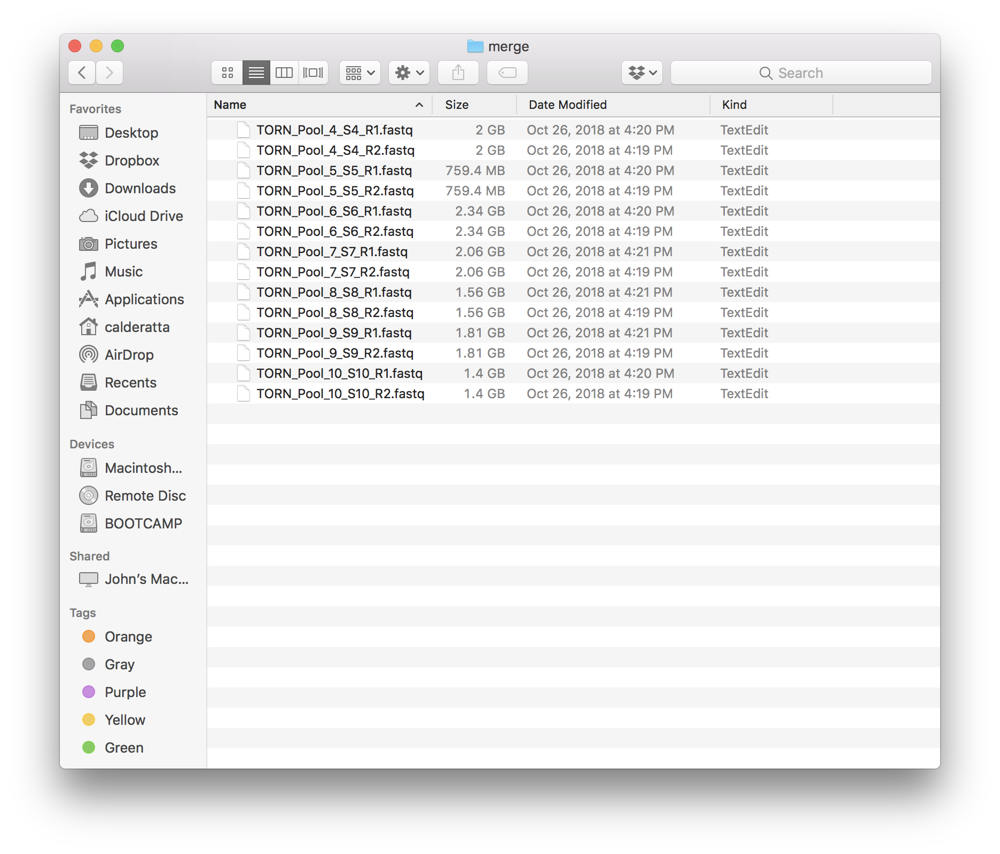 merge
Search
Favorites
Desktop
Dropbox
Downloads
iCloud Drive
Pictures
Music
Applications
calderatta
AirDrop
Recents
Documents
Devices
Macintosh...
Remote Disc
BOOTCAMP
Shared
John’s Mac...
Tags
Orange
Gray
Purple
Yellow
Green
Name Size Date Modified Kind
TORN_Pool_4_S4_R1.fastq 2 GB Oct 26, 2018 at 4:20 PM TextEdit
TORN_Pool_4_S4_R2.fastq 2 GB Oct 26, 2018 at 4:19 PM TextEdit
TORN_Pool_5_S5_R1.fastq 759.4 MB Oct 26, 2018 at 4:20 PM TextEdit
TORN_Pool_5_S5_R2.fastq 759.4 MB Oct 26, 2018 at 4:19 PM TextEdit
TORN_Pool_6_S6_R1.fastq 2.34 GB Oct 26, 2018 at 4:20 PM TextEdit
TORN_Pool_6_S6_R2.fastq 2.34 GB Oct 26, 2018 at 4:19 PM TextEdit
TORN_Pool_7_S7_R1.fastq 2.06 GB Oct 26, 2018 at 4:21 PM TextEdit
TORN_Pool_7_S7_R2.fastq 2.06 GB Oct 26, 2018 at 4:19 PM TextEdit
TORN_Pool_8_S8_R1.fastq 1.56 GB Oct 26, 2018 at 4:21 PM TextEdit
TORN_Pool_8_S8_R2.fastq 1.56 GB Oct 26, 2018 at 4:19 PM TextEdit
TORN_Pool_9_S9_R1.fastq 1.81 GB Oct 26, 2018 at 4:21 PM TextEdit
TORN_Pool_9_S9_R2.fastq 1.81 GB Oct 26, 2018 at 4:19 PM TextEdit
TORN_Pool_10_S10_R1.fastq 1.4 GB Oct 26, 2018 at 4:20 PM TextEdit
TORN_Pool_10_S10_R2.fastq 1.4 GB Oct 26, 2018 at 4:19 PM TextEdit